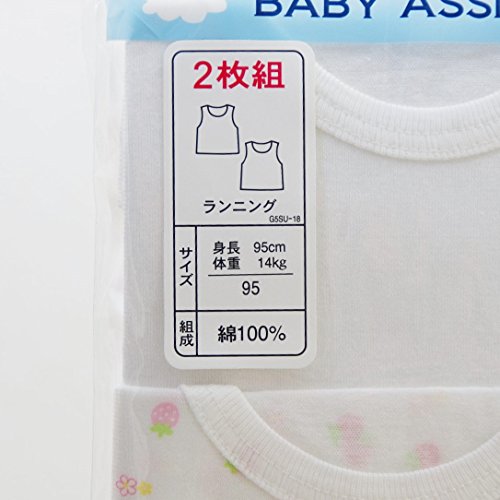 BABY ASSE
2枚組
ランニング
G5SU-18
サイズ
身長 95cm
体重 14kg
95
組成
綿100%